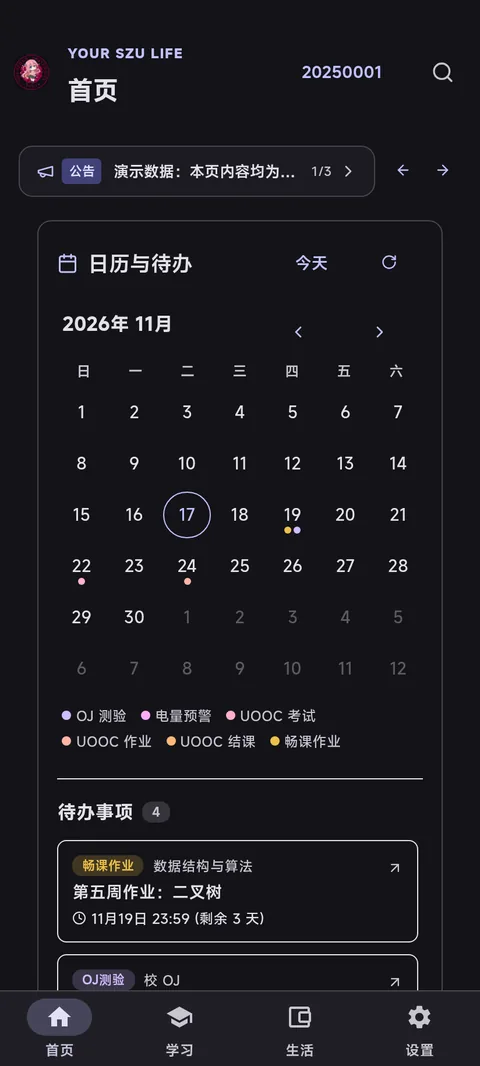 YOUR SZU LIFE
首页
20250001
公告 演示数据：本页内容均为... 1/3
日历与待办 今天
2026年 11月
日 一 二 三 四 五 六
1 2 3 4 5 6 7
8 9 10 11 12 13 14
15 16 17 18 19 20 21
22 23 24 25 26 27 28
29 30 1 2 3 4 5
6 7 8 9 10 11 12
OJ 测验 电量预警 UOOC 考试
UOOC 作业 UOOC 结课 畅课作业
待办事项 4
畅课作业 数据结构与算法
第五周作业：二叉树
11月19日 23:59 (剩余 3 天)
OJ测验 校 OJ
首页 学习 生活 设置